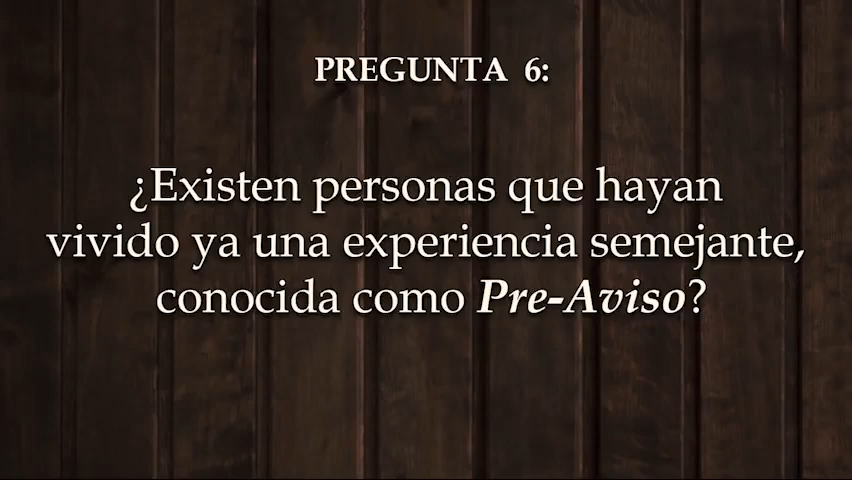 PREGUNTA 6:
¿Existen personas que hayan
vivido ya una experiencia semejante,
conocida como Pre-Aviso?